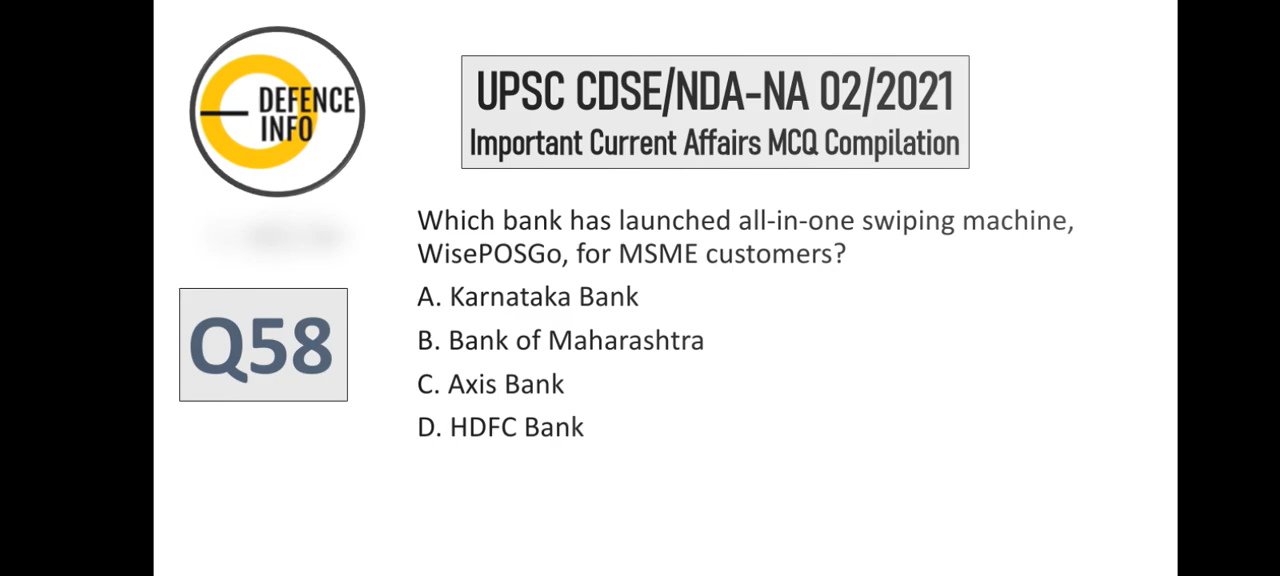 DEFENCE
INFO
UPSC CDSE/NDA-NA 02/2021
Important Current Affairs MCQ Compilation
Which bank has launched all-in-one swiping machine,
WisePOSGo, for MSME customers?
A. Karnataka Bank
B. Bank of Maharashtra
C. Axis Bank
D. HDFC Bank
Q58